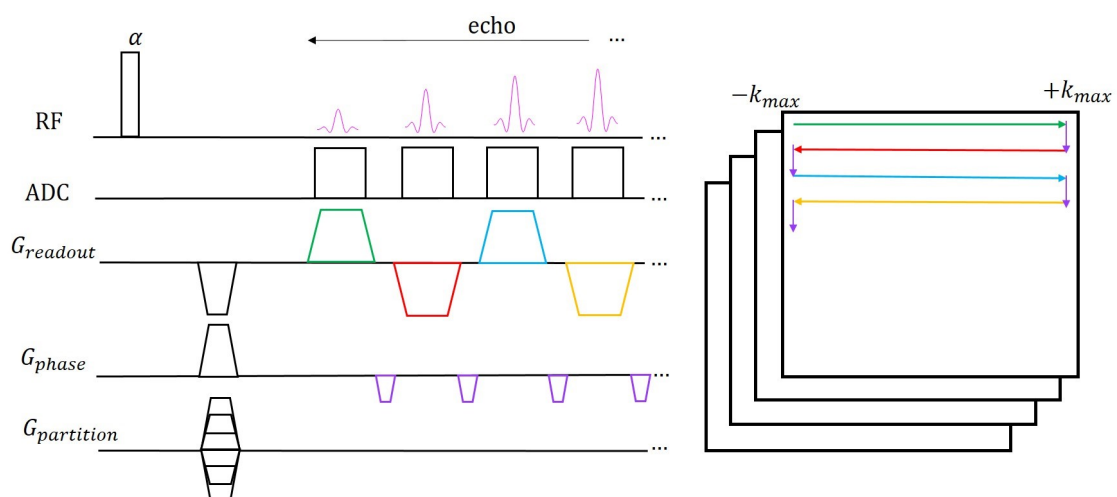 α
echo
...
RF
...
ADC
...
G_readout
...
G_phase
...
G_partition
...
−k_max
+k_max